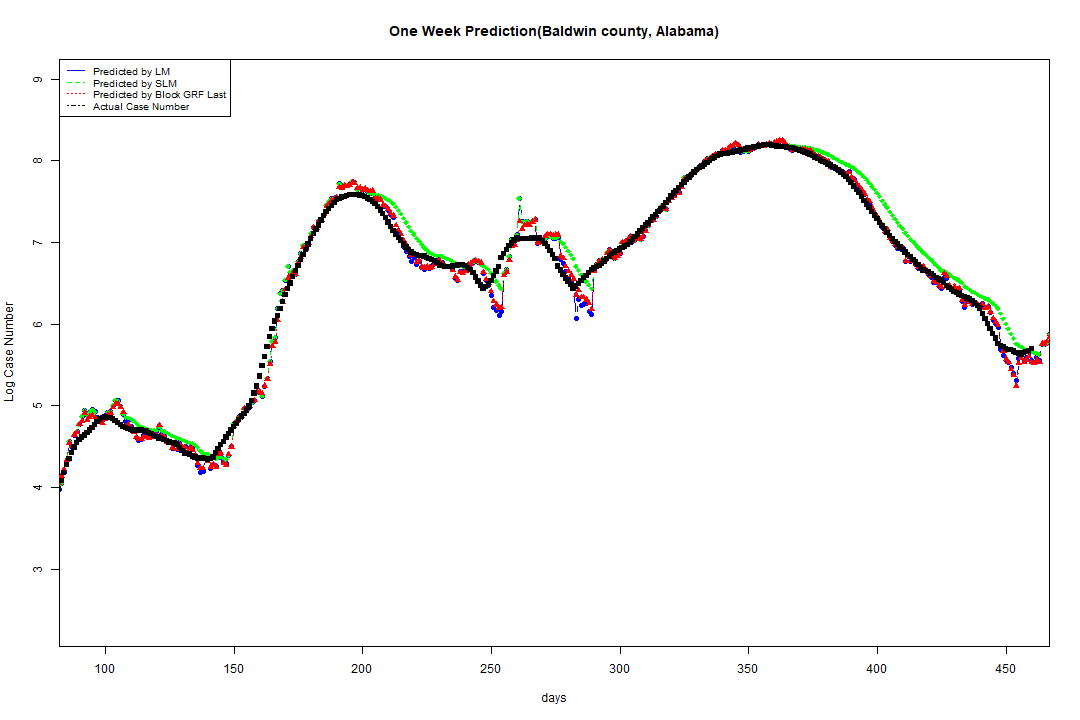 One Week Prediction(Baldwin county, Alabama)
Predicted by LM
Predicted by SLM
Predicted by Block GRF Last
Actual Case Number
Log Case Number
9
8
7
6
5
4
3
100 150 200 250 300 350 400 450
days